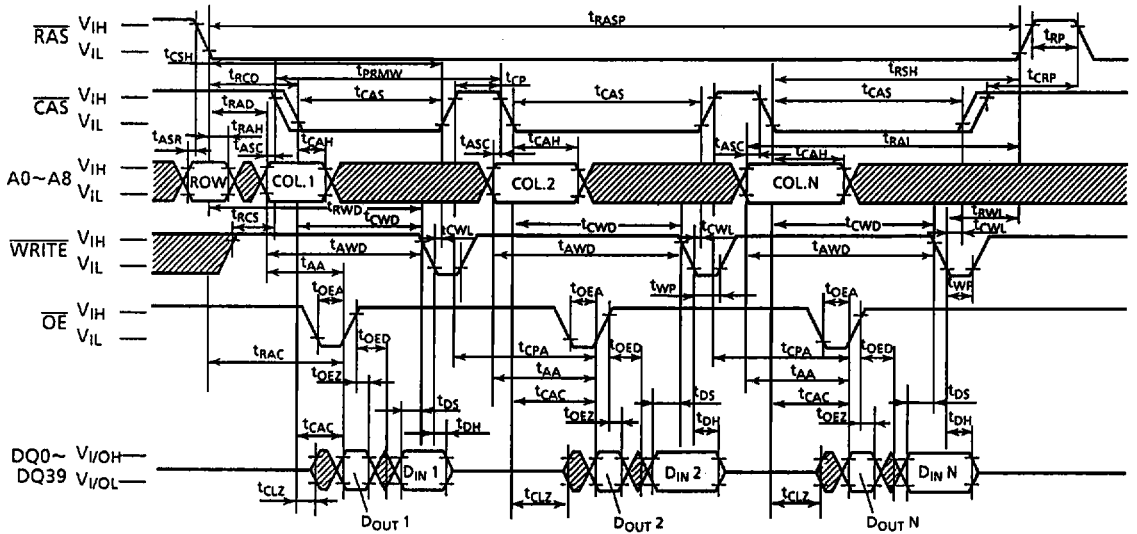 RAS VIH tRASP
VIL tRP
tCSH
tRCD tPRMW tCP tRSH tCRP
CAS VIH tCAS tCAS tCAS
VIL tRAD
tASR tRAH tASC tCAH tASC tCAH tASC tCAH tRAL
A0~A8 VIH ROW COL.1 COL.2 COL.N
VIL
tRWD tRWL
tRCS tCWD tCWL tCWD tCWL tCWD tCWL
WRITE VIH
VIL tAWD tAWD tAWD
tAA tWP tWP
tOEA tOEA tOEA
OE VIH
VIL tOED tOED tOED
tRAC tCPA tCPA
tOEZ tAA tAA
tDS tCAC tDS tCAC tDS
tCAC tDH tOEZ tDH tOEZ tDH
DQ0~ VI/OH
DQ39 VI/OL DIN 1 DIN 2 DIN N
tCLZ tCLZ tCLZ
DOUT 1 DOUT 2 DOUT N